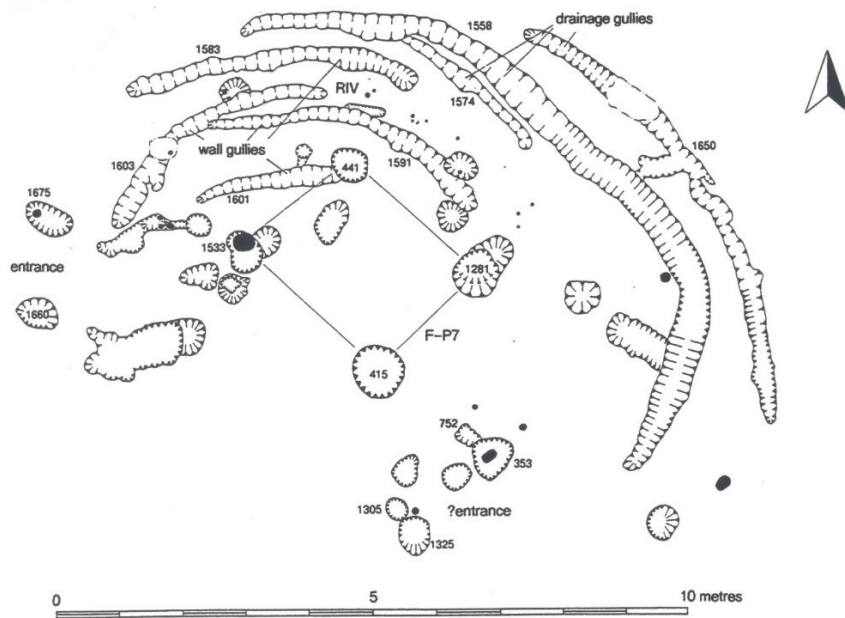 1558
drainage gullies
1583
RIV
1574
wall gullies
1603
1591
1650
441
1675
1601
1533
entrance
1281
1660
F-P7
415
752
353
1305
?entrance
1325
0
5
10 metres